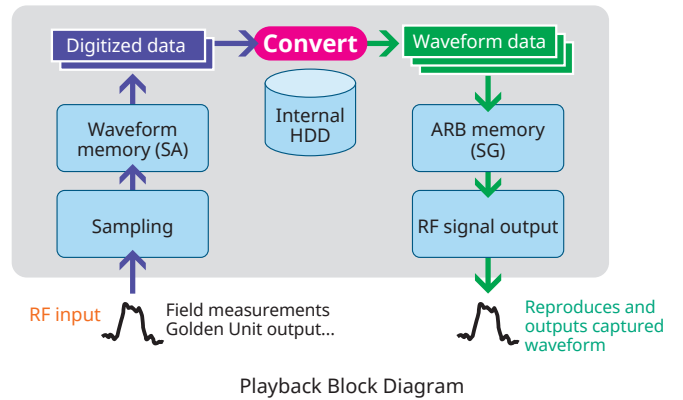 Digitized data
Convert
Waveform data
Internal
HDD
Waveform
memory (SA)
ARB memory
(SG)
Sampling
RF signal output
RF input
Field measurements
Golden Unit output...
Reproduces and
outputs captured
waveform
Playback Block Diagram